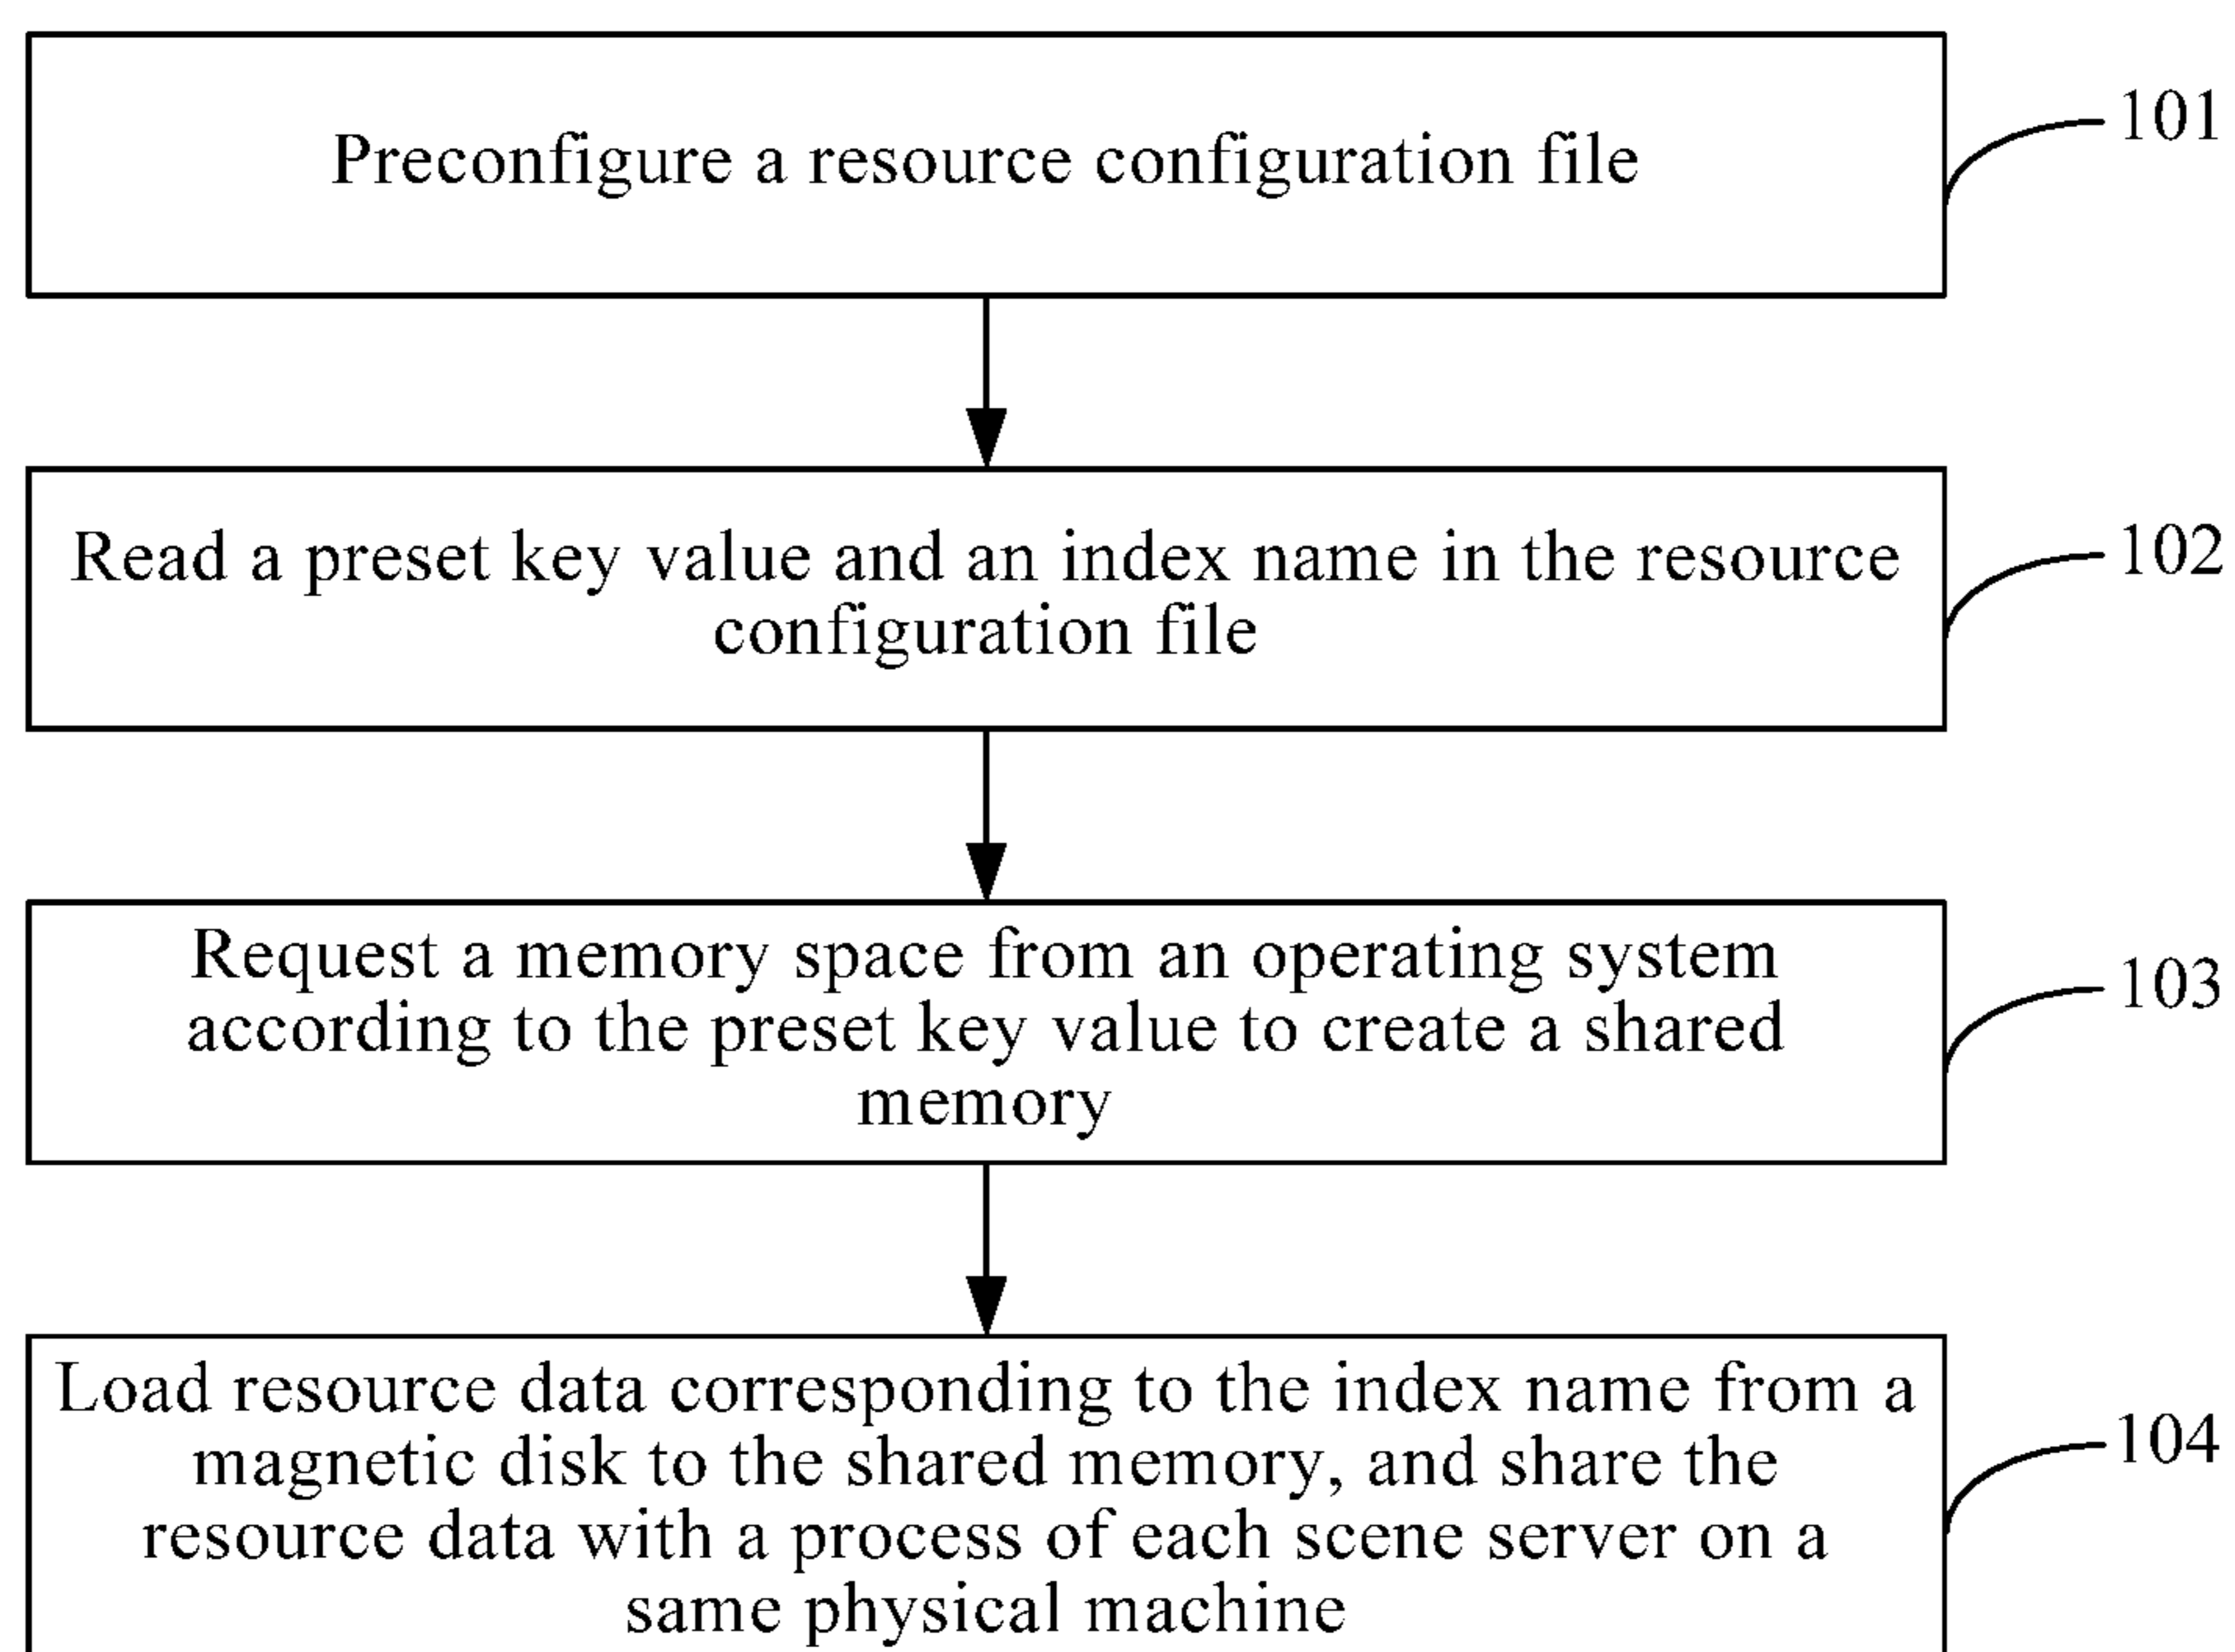 Preconfigure a resource configuration file
101
Read a preset key value and an index name in the resource
configuration file
102
Request a memory space from an operating system
according to the preset key value to create a shared
memory
103
Load resource data corresponding to the index name from a
magnetic disk to the shared memory, and share the
resource data with a process of each scene server on a
same physical machine
104